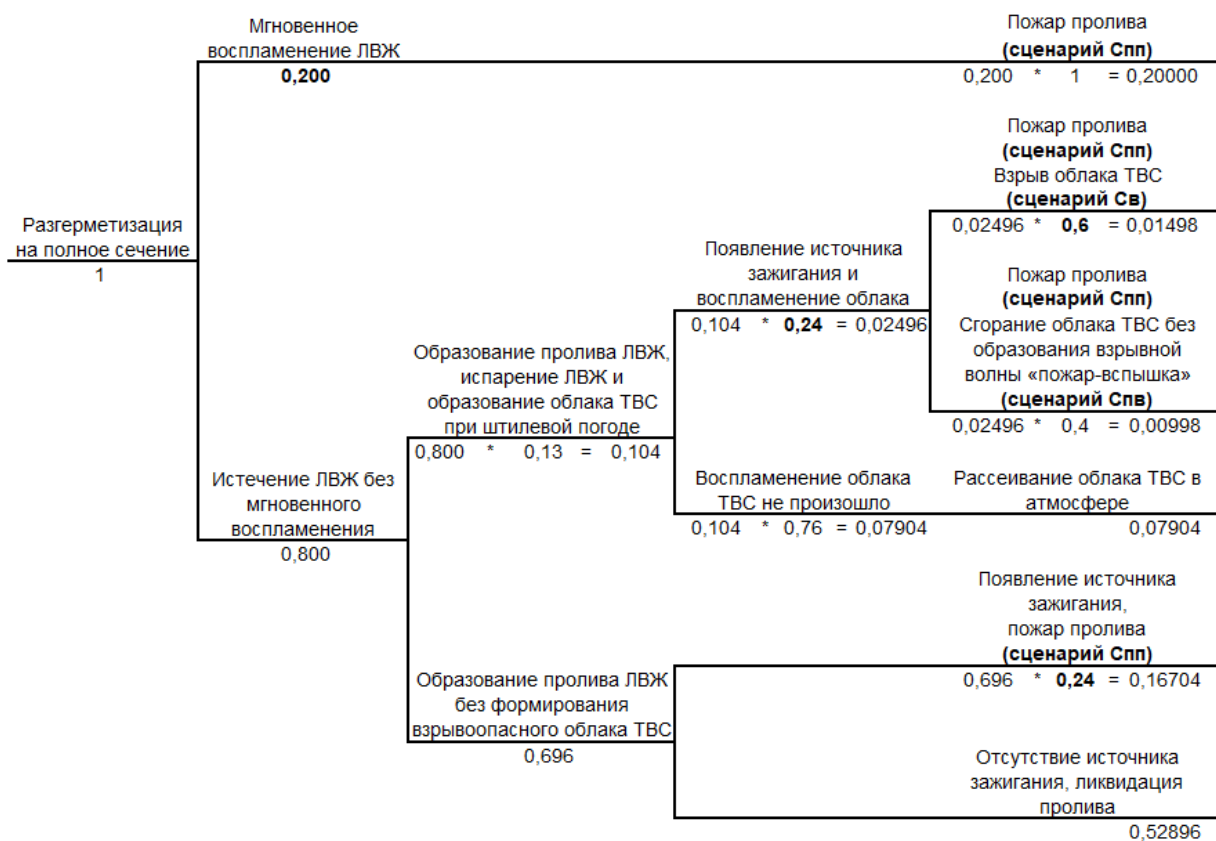 Мгновенное
воспламенение ЛВЖ
0,200
Пожар пролива
(сценарий Спп)
0,200 * 1 = 0,20000
Пожар пролива
(сценарий Спп)
Взрыв облака ТВС
(сценарий Св)
0,02496 * 0,6 = 0,01498
Разгерметизация
на полное сечение
1
Появление источника
зажигания и
воспламенение облака
0,104 * 0,24 = 0,02496
Пожар пролива
(сценарий Спп)
Сгорание облака ТВС без
образования взрывной
волны «пожар-вспышка»
(сценарий Спв)
0,02496 * 0,4 = 0,00998
Образование пролива ЛВЖ,
испарение ЛВЖ и
образование облака ТВС
при штилевой погоде
0,800 * 0,13 = 0,104
Истечение ЛВЖ без
мгновенного
воспламенения
0,800
Воспламенение облака
ТВС не произошло
0,104 * 0,76 = 0,07904
Рассеивание облака ТВС в
атмосфере
0,07904
Появление источника
зажигания,
пожар пролива
(сценарий Спп)
0,696 * 0,24 = 0,16704
Образование пролива ЛВЖ
без формирования
взрывоопасного облака ТВС
0,696
Отсутствие источника
зажигания, ликвидация
пролива
0,52896